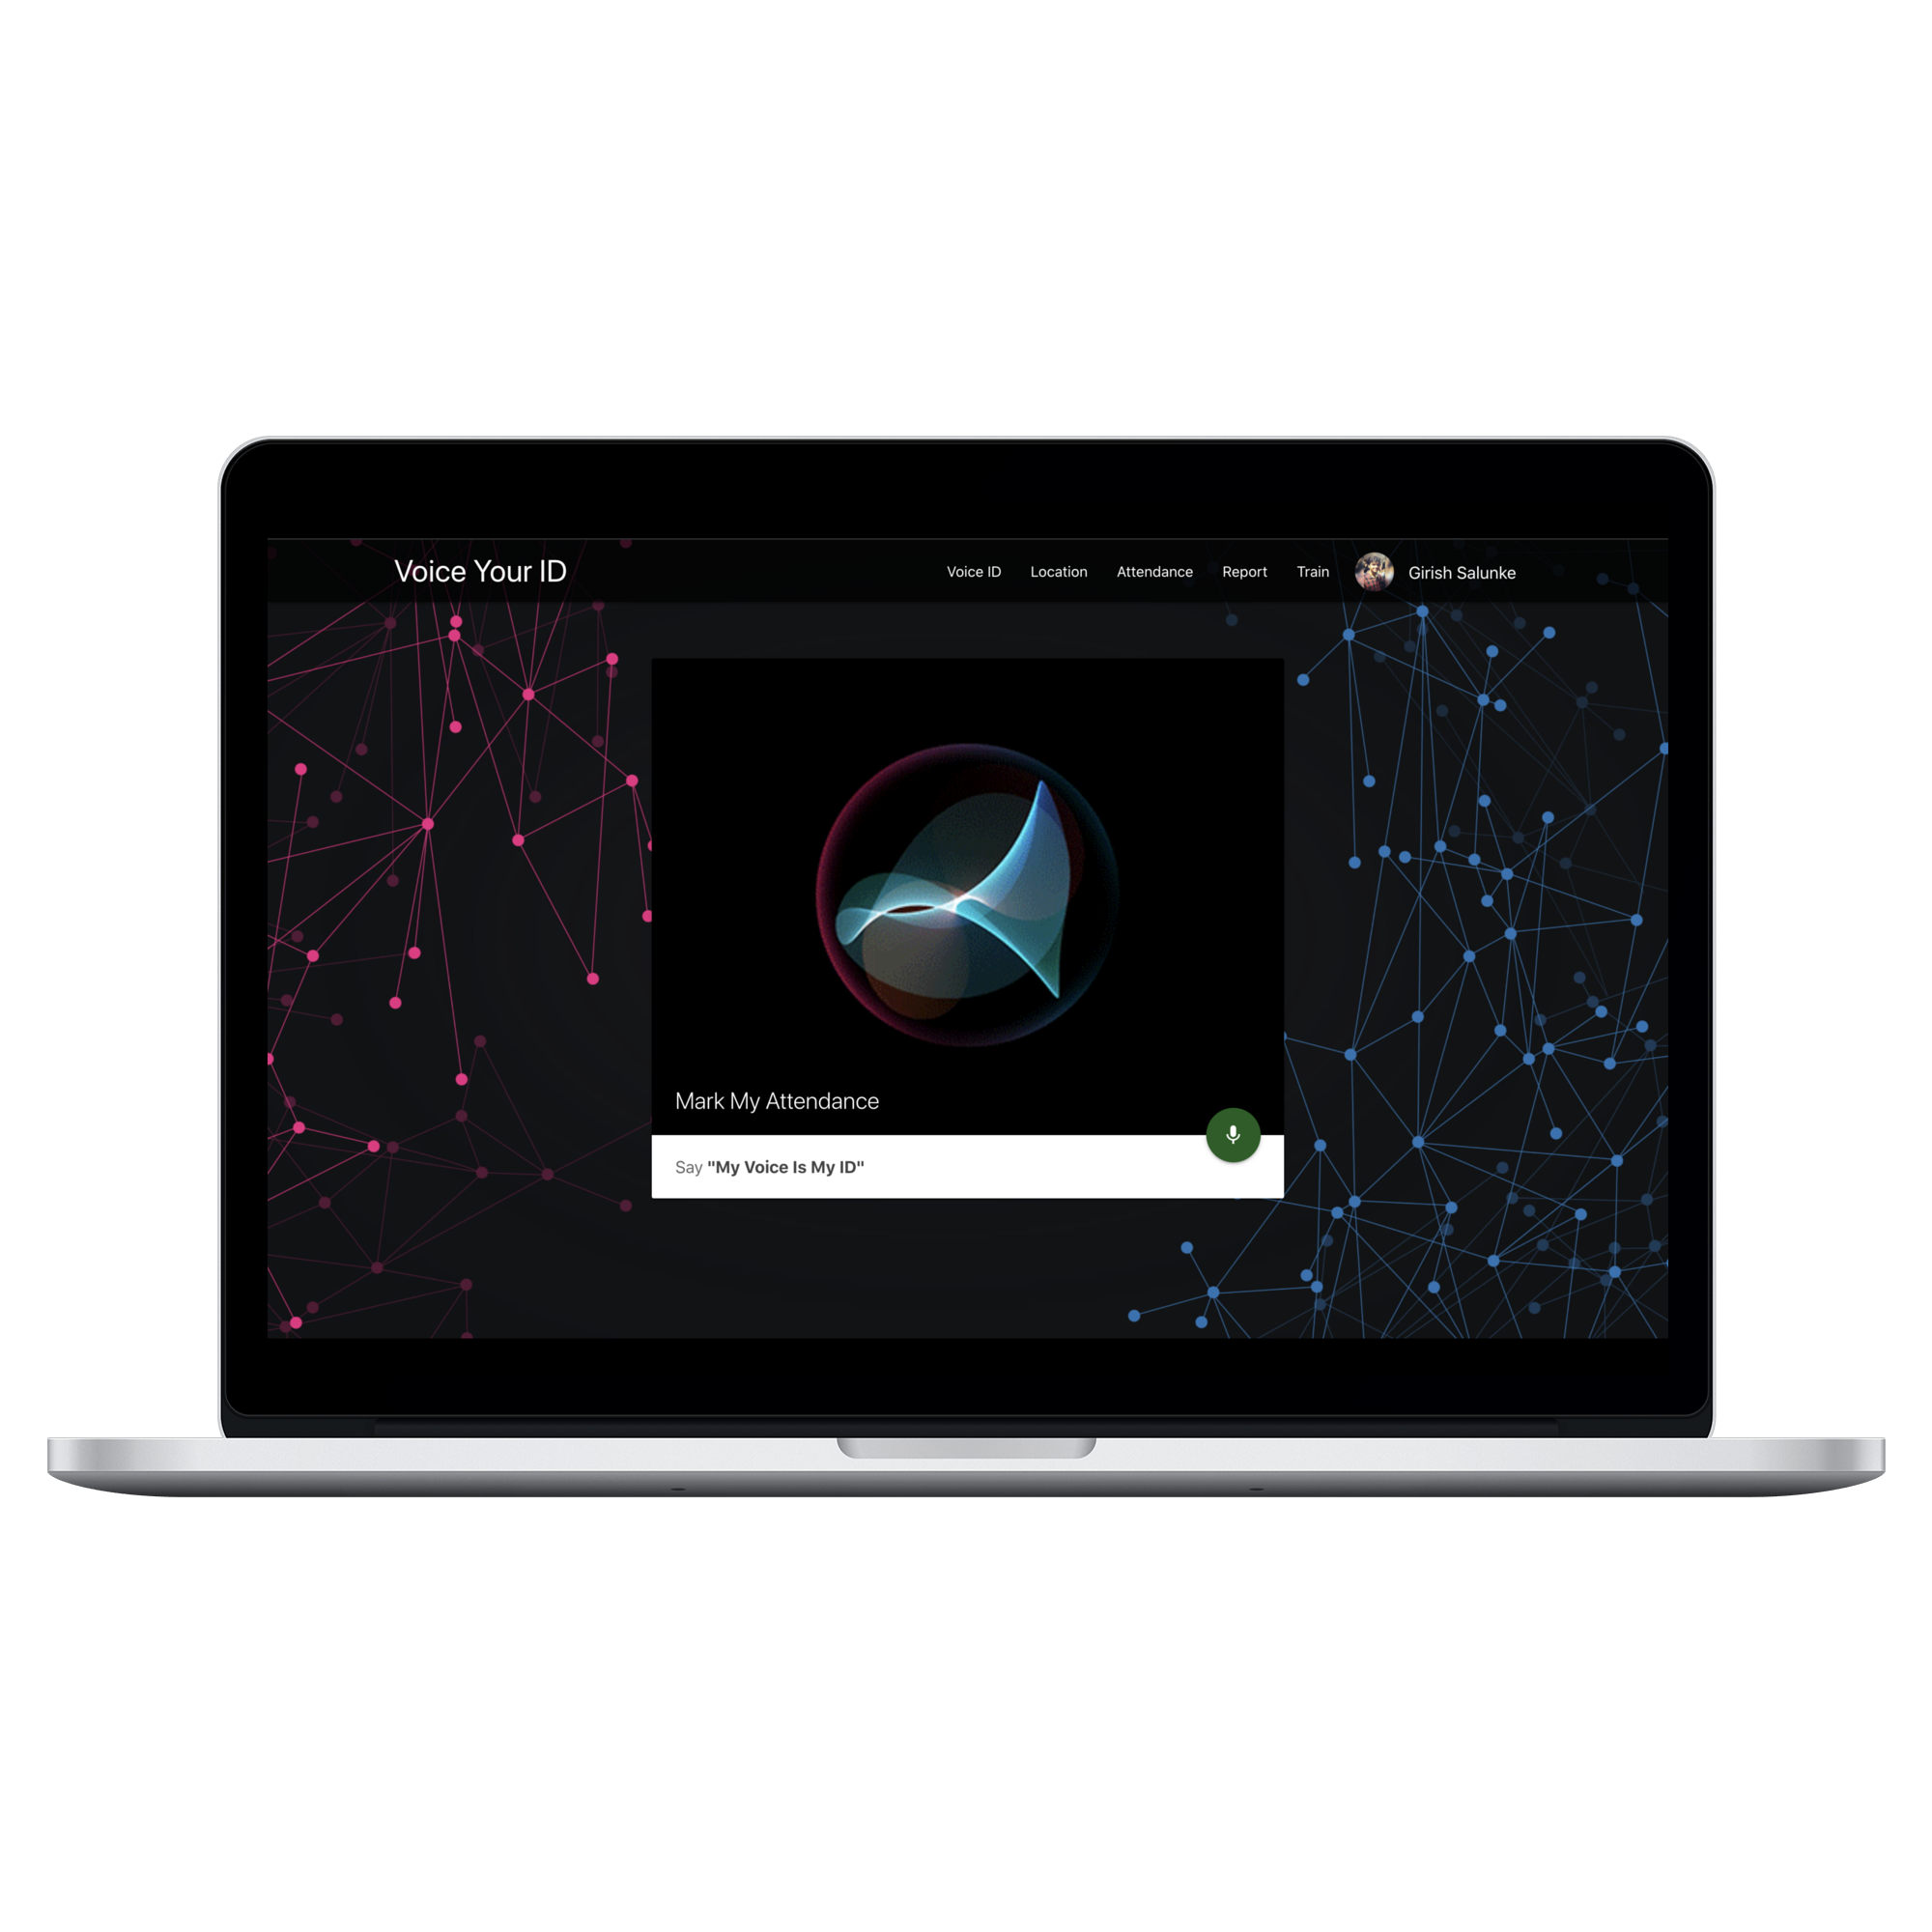 Voice Your ID
Voice ID Location Attendance Report Train Girish Salunke
Mark My Attendance
Say "My Voice Is My ID"